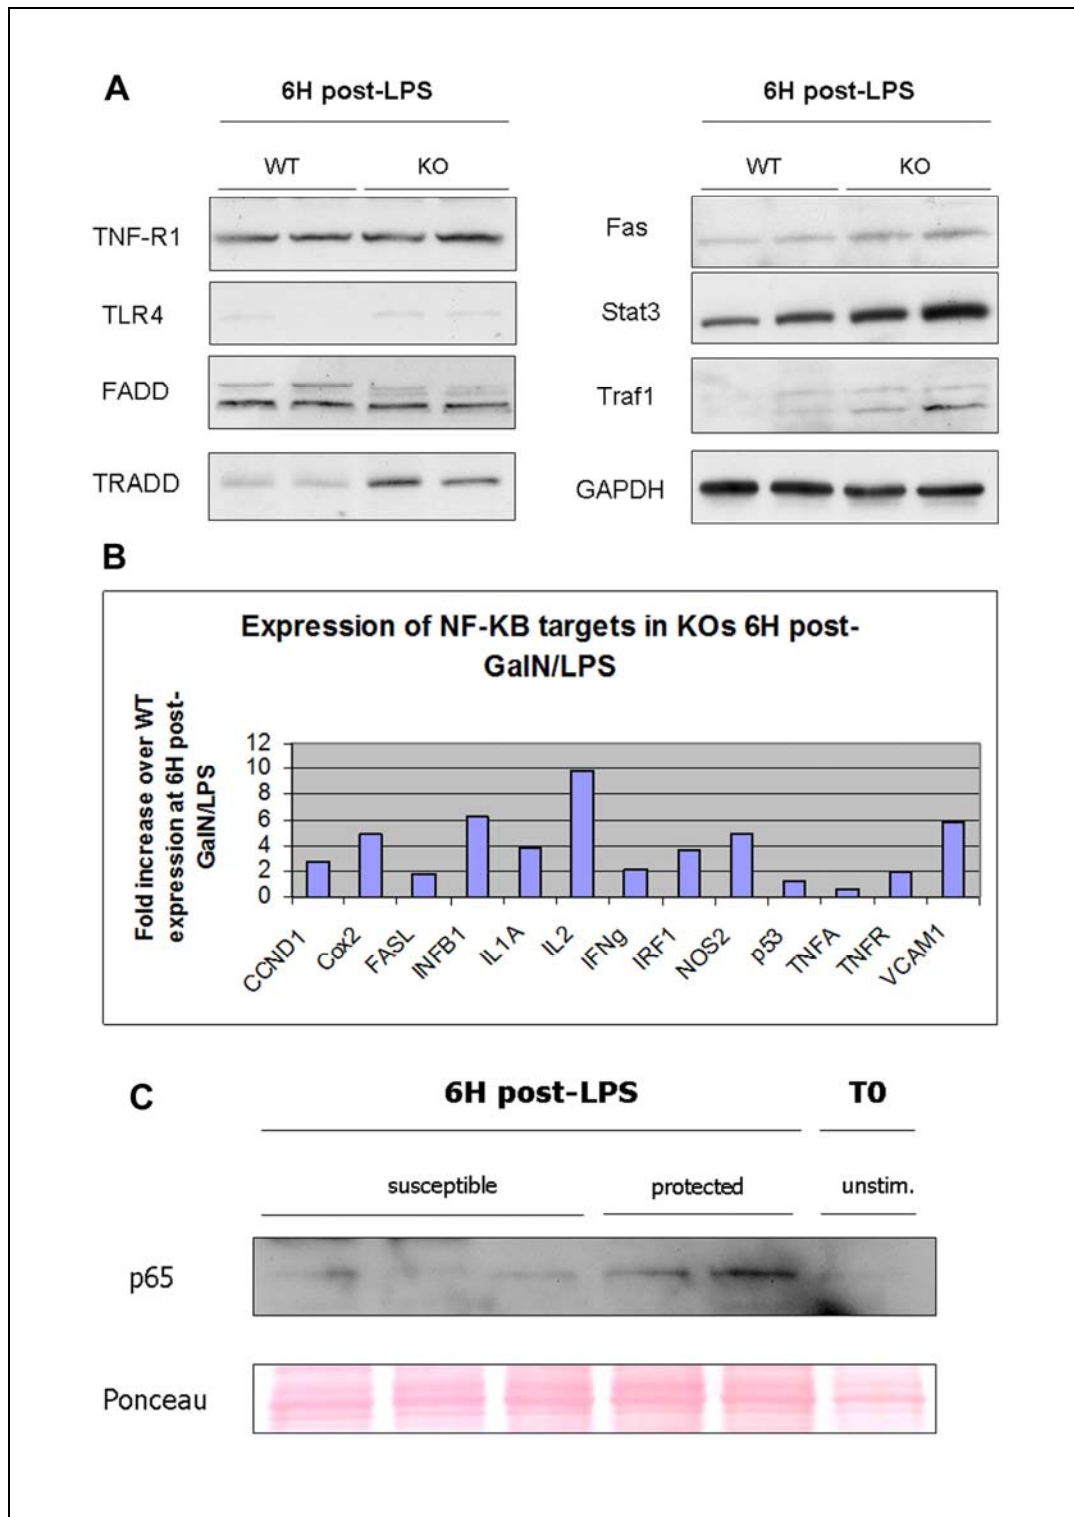 A
6H post-LPS
WT KO
TNF-R1
TLR4
FADD
TRADD
6H post-LPS
WT KO
Fas
Stat3
Traf1
GAPDH
B
Expression of NF-KB targets in KOs 6H post-
GalN/LPS
Fold increase over WT
expression at 6H post-
GalN/LPS
12
10
8
6
4
2
0
CCND1
Cox2
FASL
INFB1
IL1A
IL2
IFNg
IRF1
NOS2
p53
TNFA
TNFR
VCAM1
C
6H post-LPS T0
susceptible protected unstim.
p65
Ponceau